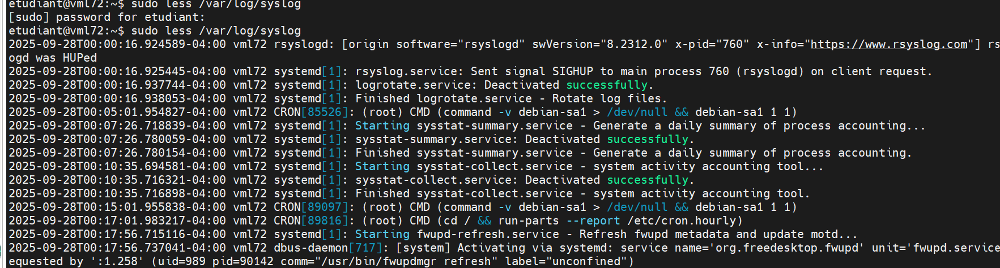 etudiant@vml72:~$ sudo less /var/log/syslog
[sudo] password for etudiant:
etudiant@vml72:~$ sudo less /var/log/syslog
2025-09-28T00:00:16.924589-04:00 vml72 rsyslogd: [origin software="rsyslogd" swVersion="8.2312.0" x-pid="760" x-info="https://www.rsyslog.com"] rs
ogd was HUPed
2025-09-28T00:00:16.925445-04:00 vml72 systemd[1]: rsyslog.service: Sent signal SIGHUP to main process 760 (rsyslogd) on client request.
2025-09-28T00:00:16.937744-04:00 vml72 systemd[1]: logrotate.service: Deactivated successfully.
2025-09-28T00:00:16.938053-04:00 vml72 systemd[1]: Finished logrotate.service - Rotate log files.
2025-09-28T00:05:01.954827-04:00 vml72 CRON[85526]: (root) CMD (command -v debian-sa1 > /dev/null && debian-sa1 1 1)
2025-09-28T00:07:26.718839-04:00 vml72 systemd[1]: Starting sysstat-summary.service - Generate a daily summary of process accounting...
2025-09-28T00:07:26.780059-04:00 vml72 systemd[1]: sysstat-summary.service: Deactivated successfully.
2025-09-28T00:07:26.780154-04:00 vml72 systemd[1]: Finished sysstat-summary.service - Generate a daily summary of process accounting.
2025-09-28T00:10:35.694581-04:00 vml72 systemd[1]: Starting sysstat-collect.service - system activity accounting tool...
2025-09-28T00:10:35.716321-04:00 vml72 systemd[1]: sysstat-collect.service: Deactivated successfully.
2025-09-28T00:10:35.716898-04:00 vml72 systemd[1]: Finished sysstat-collect.service - system activity accounting tool.
2025-09-28T00:15:01.955838-04:00 vml72 CRON[89097]: (root) CMD (command -v debian-sa1 > /dev/null && debian-sa1 1 1)
2025-09-28T00:17:01.983217-04:00 vml72 CRON[89816]: (root) CMD (cd / && run-parts --report /etc/cron.hourly)
2025-09-28T00:17:56.715116-04:00 vml72 systemd[1]: Starting fwupd-refresh.service - Refresh fwupd metadata and update motd...
2025-09-28T00:17:56.737041-04:00 vml72 dbus-daemon[717]: [system] Activating via systemd: service name='org.freedesktop.fwupd' unit='fwupd.service
equested by ':1.258' (uid=989 pid=90142 comm="/usr/bin/fwupdmgr refresh" label="unconfined")